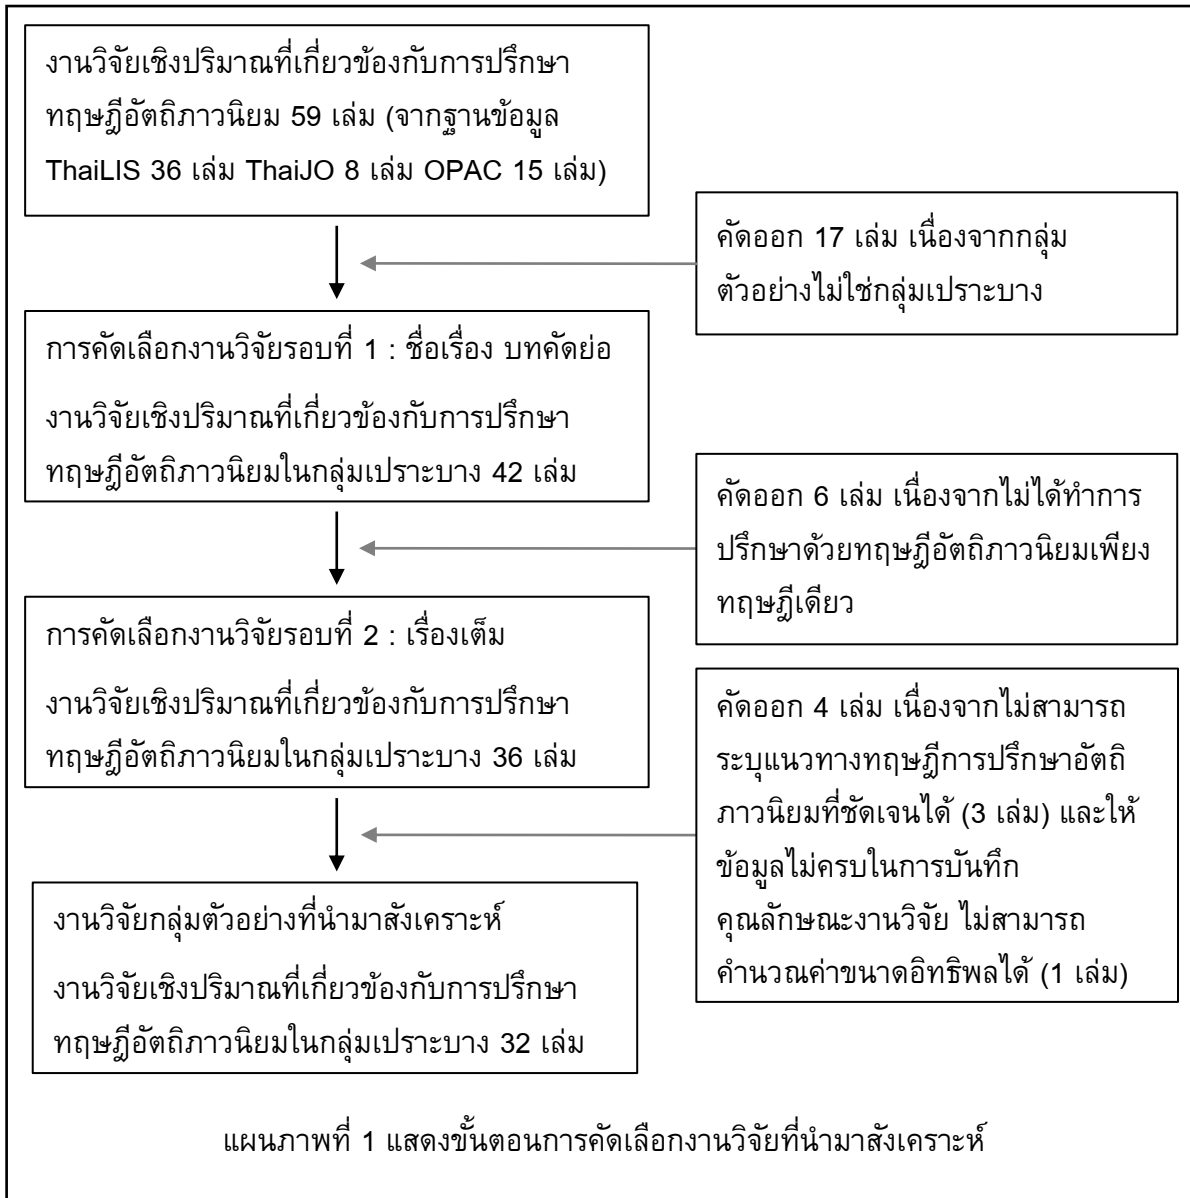 งานวิจัยเชิงปริมาณที่เกี่ยวข้องกับการปรึกษา
ทฤษฎีอัตถิภาวนิยม 59 เล่ม (จากฐานข้อมูล
ThaiLIS 36 เล่ม ThaiJO 8 เล่ม OPAC 15 เล่ม)
คัดออก 17 เล่ม เนื่องจากกลุ่ม
ตัวอย่างไม่ใช่กลุ่มเปราะบาง
การคัดเลือกงานวิจัยรอบที่ 1 : ชื่อเรื่อง บทคัดย่อ
งานวิจัยเชิงปริมาณที่เกี่ยวข้องกับการปรึกษา
ทฤษฎีอัตถิภาวนิยมในกลุ่มเปราะบาง 42 เล่ม
คัดออก 6 เล่ม เนื่องจากไม่ได้ทำการ
ปรึกษาด้วยทฤษฎีอัตถิภาวนิยมเพียง
ทฤษฎีเดียว
การคัดเลือกงานวิจัยรอบที่ 2 : เรื่องเต็ม
งานวิจัยเชิงปริมาณที่เกี่ยวข้องกับการปรึกษา
ทฤษฎีอัตถิภาวนิยมในกลุ่มเปราะบาง 36 เล่ม
คัดออก 4 เล่ม เนื่องจากไม่สามารถ
ระบุแนวทางทฤษฎีการปรึกษาอัตถิ
ภาวนิยมที่ชัดเจนได้ (3 เล่ม) และให้
ข้อมูลไม่ครบในการบันทึก
คุณลักษณะงานวิจัย ไม่สามารถ
คำนวณค่าขนาดอิทธิพลได้ (1 เล่ม)
งานวิจัยกลุ่มตัวอย่างที่นำมาสังเคราะห์
งานวิจัยเชิงปริมาณที่เกี่ยวข้องกับการปรึกษา
ทฤษฎีอัตถิภาวนิยมในกลุ่มเปราะบาง 32 เล่ม
แผนภาพที่ 1 แสดงขั้นตอนการคัดเลือกงานวิจัยที่นำมาสังเคราะห์